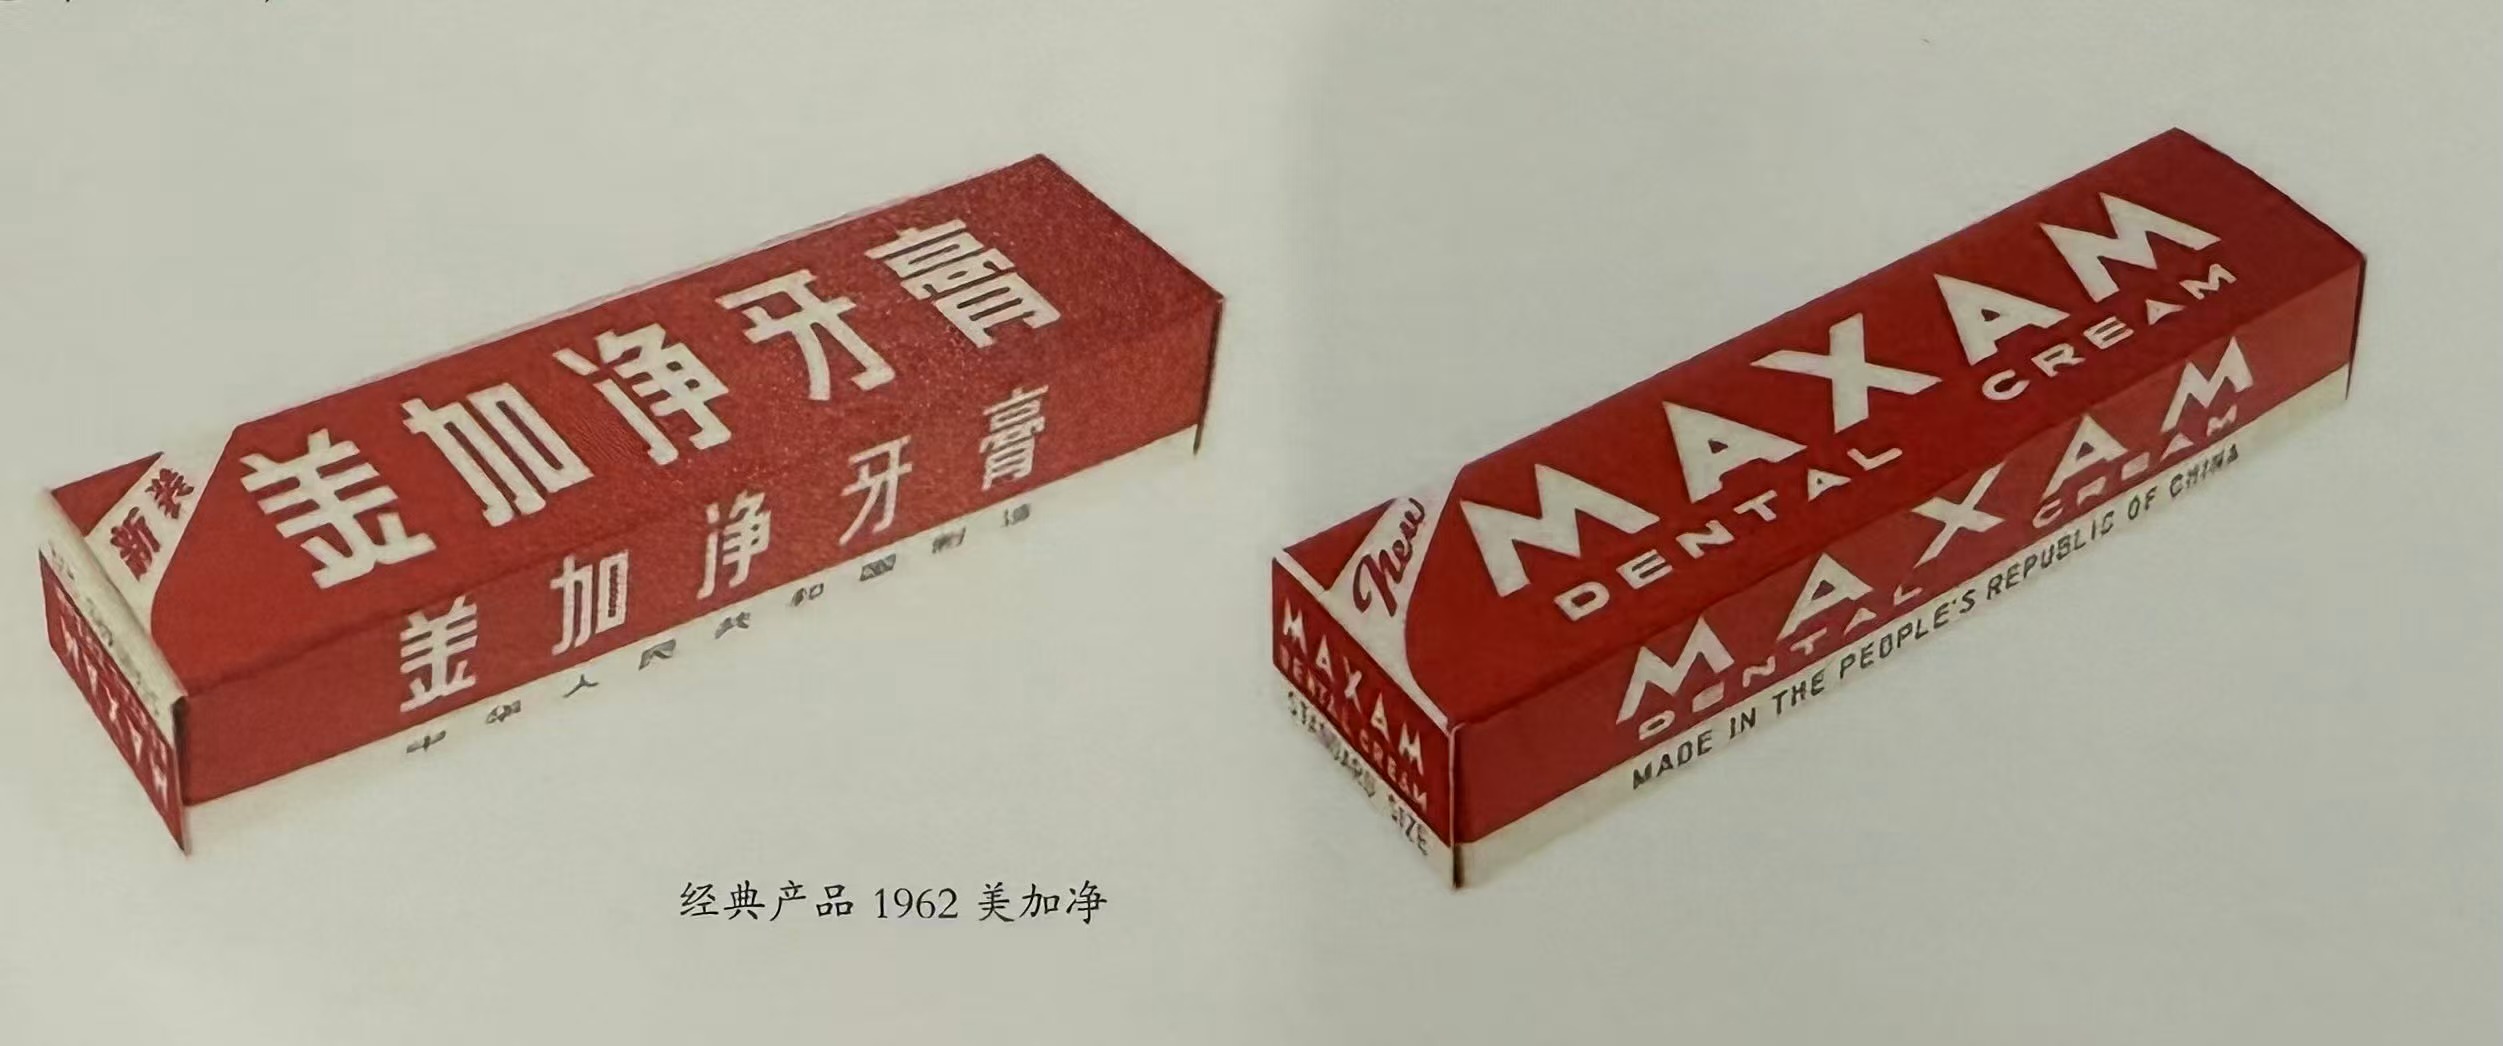 新装
美加净牙膏
美加净牙膏
中华人民共和国制造
MAXAM
New
MAXAM
DENTAL CREAM
MAXAM
DENTAL CREAM
MADE IN THE PEOPLE'S REPUBLIC OF CHINA
MAXAM
DENTAL CREAM
STANDARD SIZE
经典产品 1962 美加净